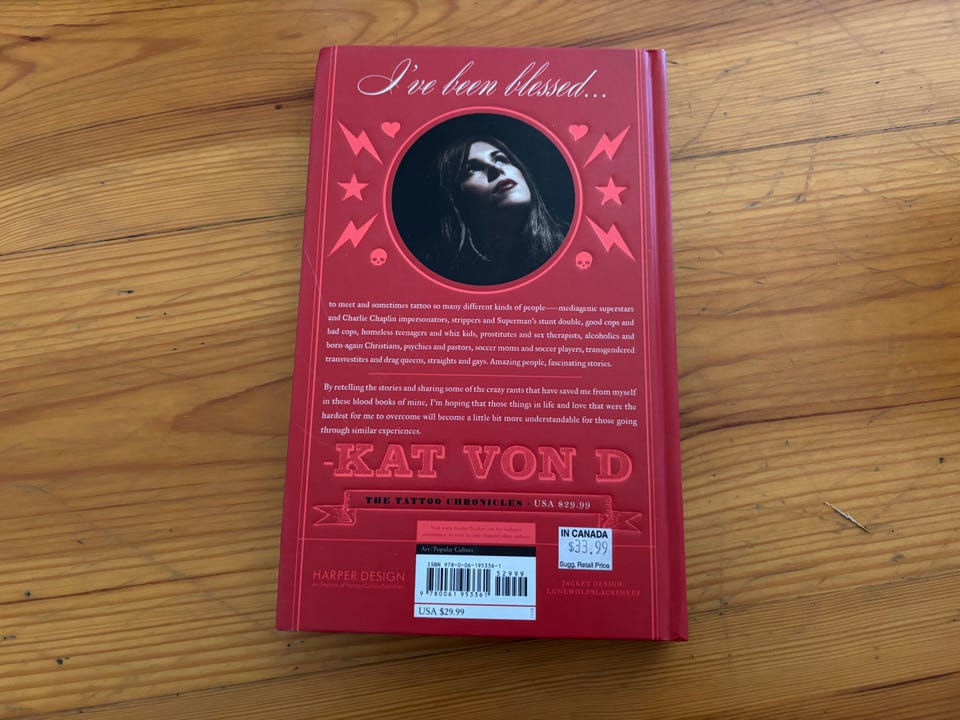 I've been blessed...
to meet and sometimes tattoo so many different kinds of people—mediagenic superstars
and Charlie Chaplin impersonators, strippers and Superman's stunt double, good cops and
bad cops, homeless teenagers and whiz kids, prostitutes and sex therapists, alcoholics and
born-again Christians, psychics and pastors, soccer moms and soccer players, transgendered
transvestites and drag queens, straights and gays. Amazing people, fascinating stories.
By retelling the stories and sharing some of the crazy rants that have saved me from myself
in these blood books of mine, I'm hoping that those things in life and love that were the
hardest for me to overcome will become a little bit more understandable for those going
through similar experiences.
-KAT VON D
THE TATTOO CHRONICLES · USA $29.99
Art/Popular Culture
ISBN 978-0-06-195336-1
52999
9 780061 953361
USA $29.99
IN CANADA
$33.99
Sugg. Retail Price
HARPER DESIGN
An Imprint of HarperCollinsPublishers
JACKET DESIGN:
LONEWOLFBLACKSHEEP